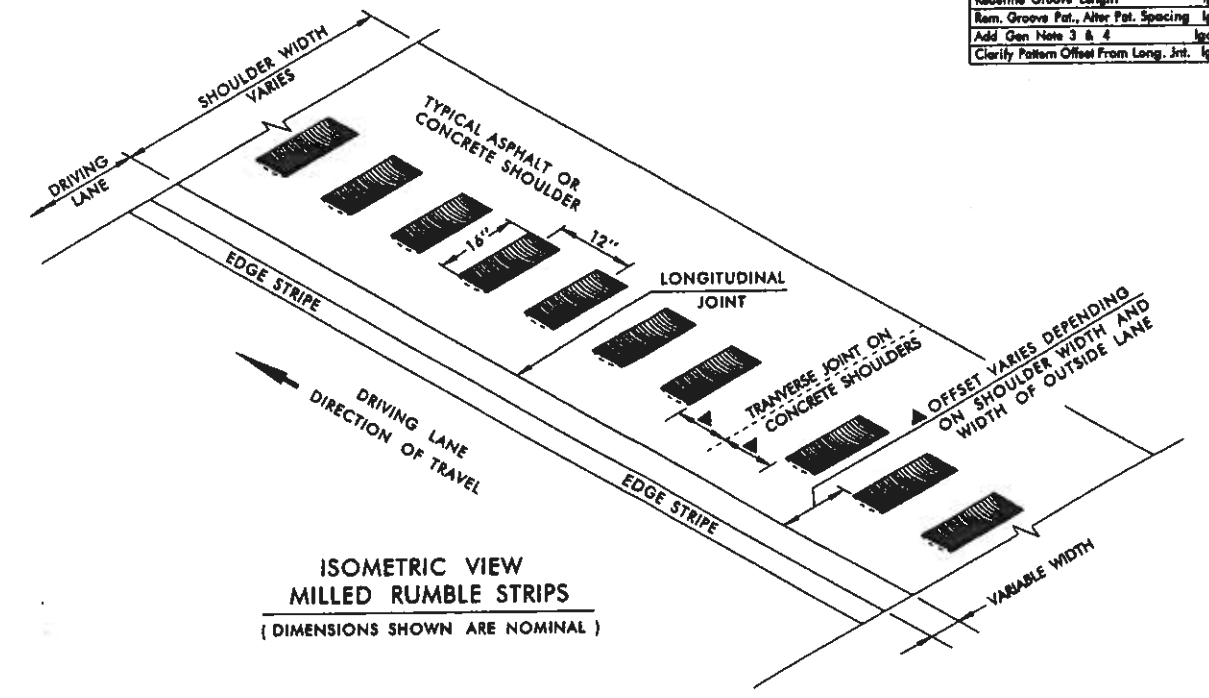 Redefine Groove Length
Rem. Groove Pat., Alter Pat. Spacing
Add Gen Note 3 & 4
Clarify Pattern Offset From Long. Jnt.
SHOULDER WIDTH
VARIES
DRIVING
LANE
TYPICAL ASPHALT OR
CONCRETE SHOULDER
16"
12"
EDGE STRIPE
LONGITUDINAL
JOINT
TRANVERSE JOINT ON
CONCRETE SHOULDERS
OFFSET VARIES DEPENDING
ON SHOULDER WIDTH AND
WIDTH OF OUTSIDE LANE
DRIVING LANE
DIRECTION OF TRAVEL
EDGE STRIPE
VARIABLE WIDTH
ISOMETRIC VIEW
MILLED RUMBLE STRIPS
( DIMENSIONS SHOWN ARE NOMINAL )